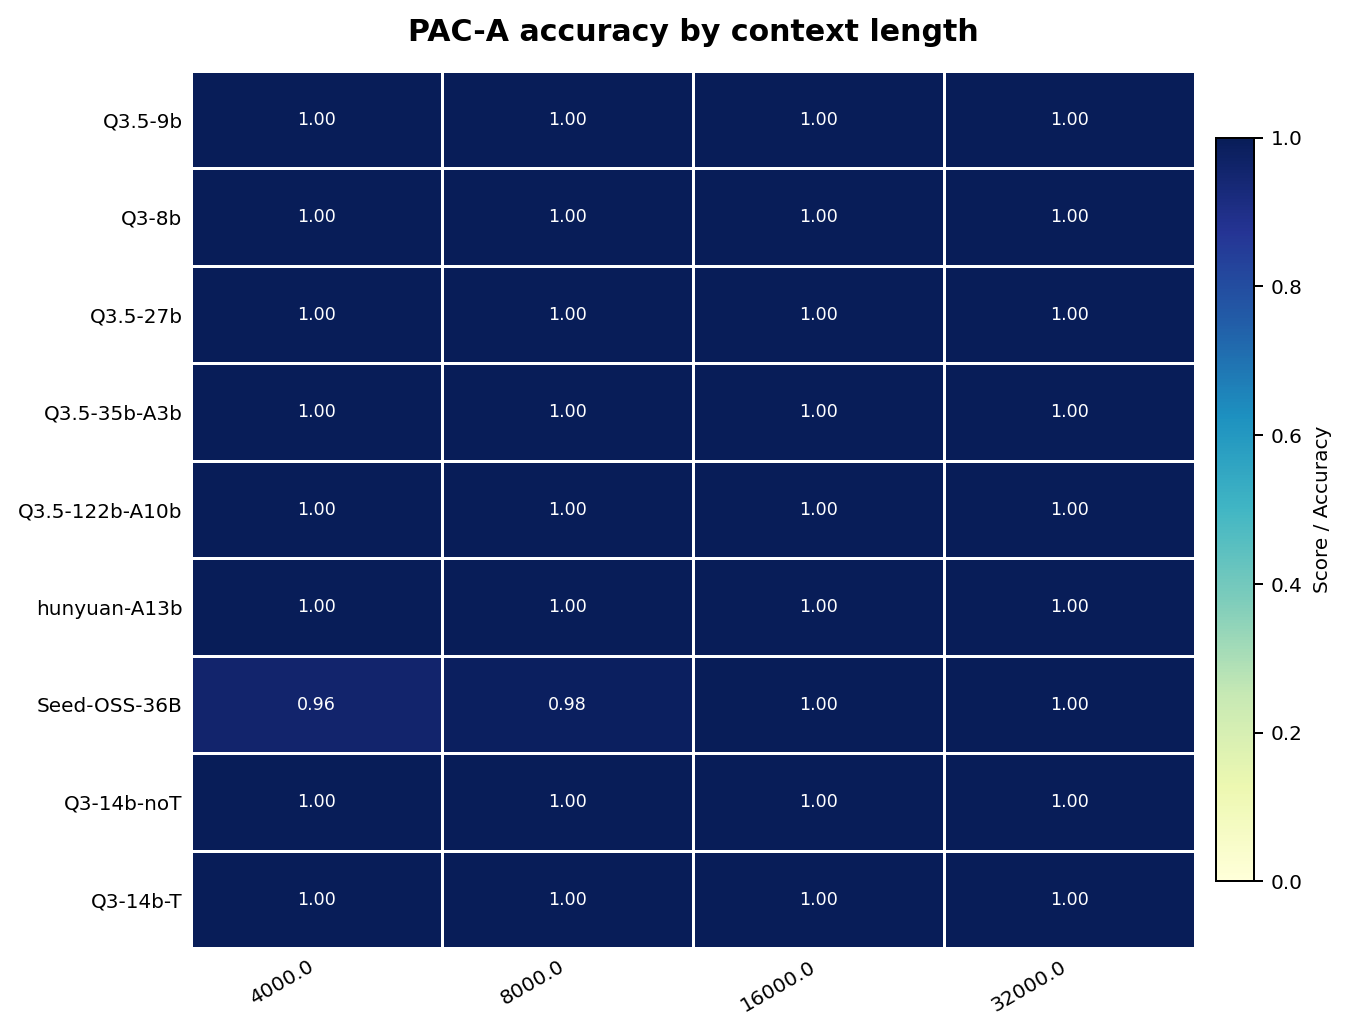 PAC-A accuracy by context length
Q3.5-9b 1.00 1.00 1.00 1.00
Q3-8b 1.00 1.00 1.00 1.00
Q3.5-27b 1.00 1.00 1.00 1.00
Q3.5-35b-A3b 1.00 1.00 1.00 1.00
Q3.5-122b-A10b 1.00 1.00 1.00 1.00
hunyuan-A13b 1.00 1.00 1.00 1.00
Seed-OSS-36B 0.96 0.98 1.00 1.00
Q3-14b-noT 1.00 1.00 1.00 1.00
Q3-14b-T 1.00 1.00 1.00 1.00
4000.0 8000.0 16000.0 32000.0
1.0
0.8
0.6
0.4
0.2
0.0
Score / Accuracy